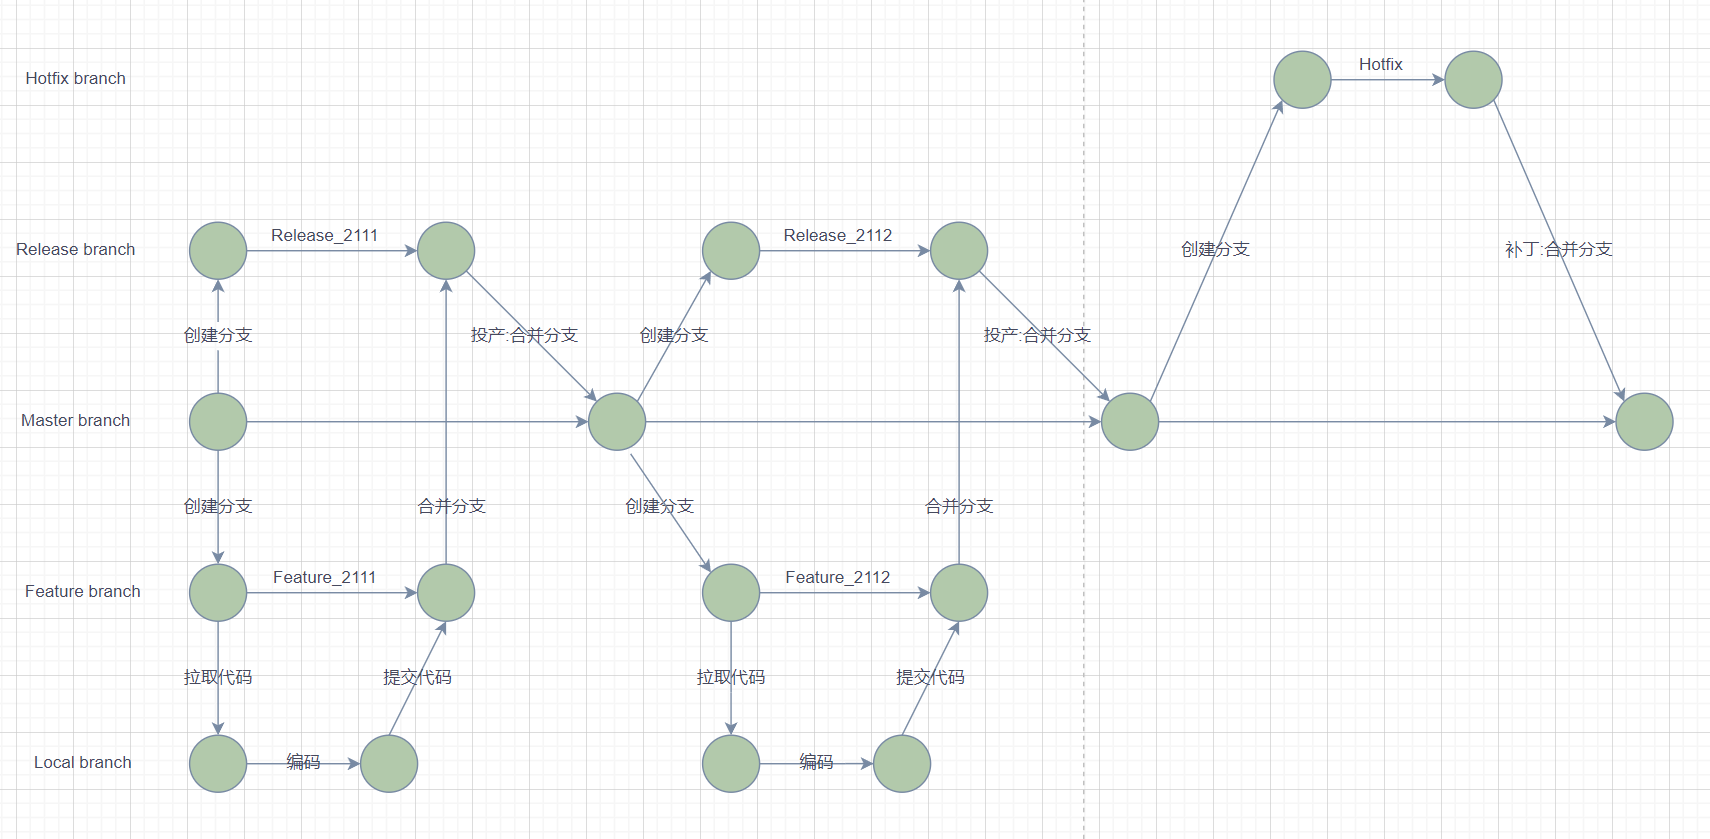 Hotfix branch
Hotfix
Release branch
Release_2111
Release_2112
创建分支
补丁:合并分支
创建分支
投产:合并分支
创建分支
投产:合并分支
Master branch
创建分支
合并分支
创建分支
合并分支
Feature branch
Feature_2111
Feature_2112
拉取代码
提交代码
拉取代码
提交代码
Local branch
编码
编码